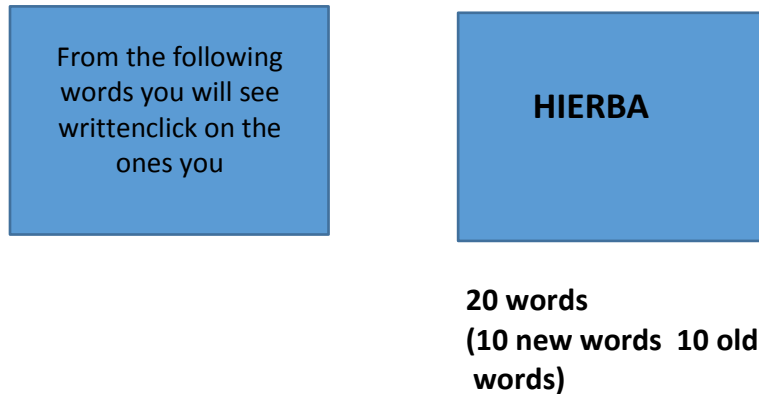 From the following
words you will see
writtenclick on the
ones you
HIERBA
20 words
(10 new words 10 old
words)